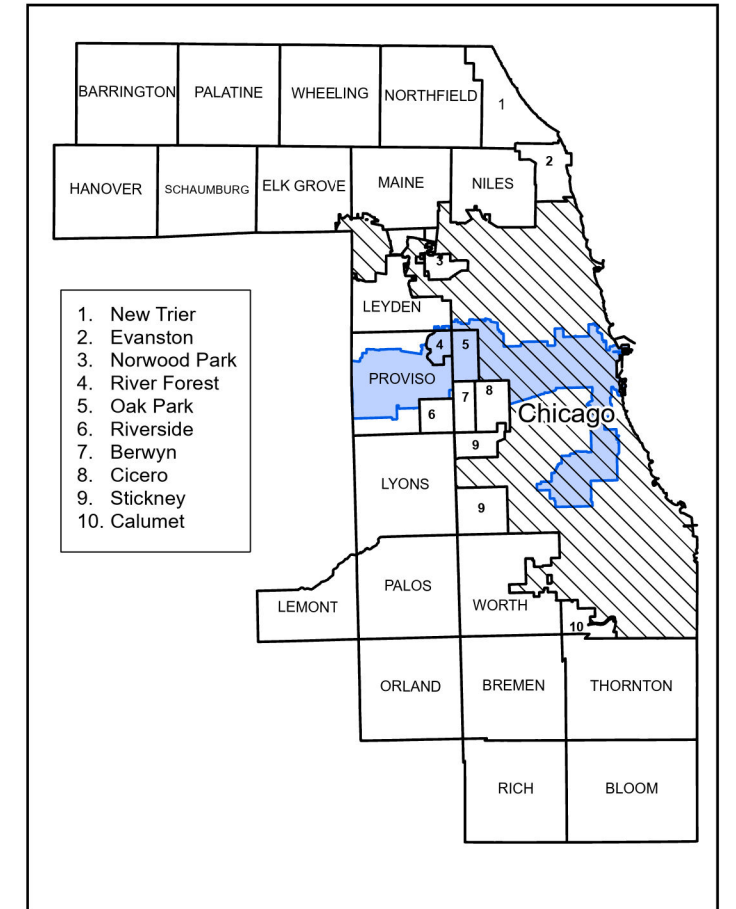 BARRINGTON PALATINE WHEELING NORTHFIELD 1
2
HANOVER SCHAUMBURG ELK GROVE MAINE NILES
3
LEYDEN
1. New Trier
2. Evanston
3. Norwood Park
4. River Forest
5. Oak Park
6. Riverside
7. Berwyn
8. Cicero
9. Stickney
10. Calumet
4 5
PROVISO
7 8
6 Chicago
9
LYONS
9
PALOS
LEMONT WORTH
10
ORLAND BREMEN THORNTON
RICH BLOOM